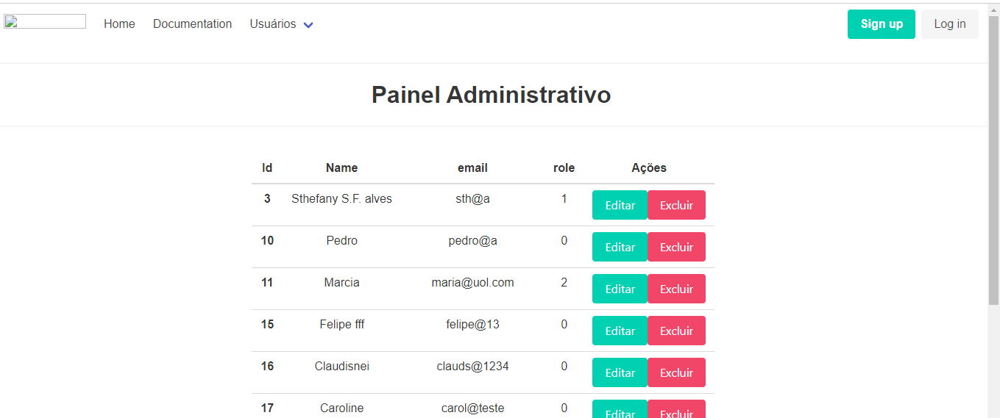 Home Documentation Usuários Sign up Log in
Painel Administrativo
Id Name email role Ações
3 Sthefany S.F. alves sth@a 1 Editar Excluir
10 Pedro pedro@a 0 Editar Excluir
11 Marcia maria@uol.com 2 Editar Excluir
15 Felipe fff felipe@13 0 Editar Excluir
16 Claudisnei clauds@1234 0 Editar Excluir
17 Caroline carol@teste 0 Editar Excluir